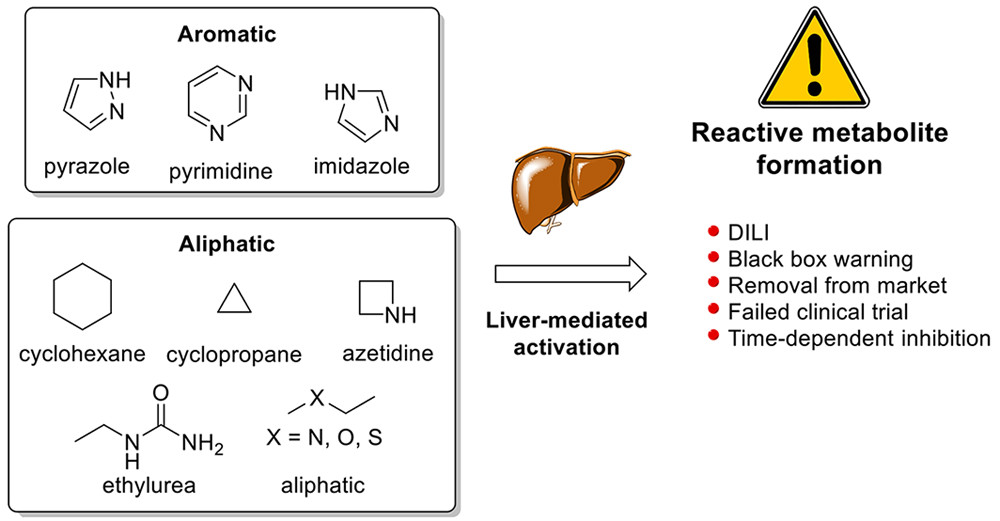 Aromatic
NH
N
pyrazole
N
N
pyrimidine
HN
N
imidazole
Aliphatic
cyclohexane
cyclopropane
NH
azetidine
O
N
H
NH2
ethylurea
X
X = N, O, S
aliphatic
Liver-mediated
activation
!
Reactive metabolite
formation
DILI
Black box warning
Removal from market
Failed clinical trial
Time-dependent inhibition